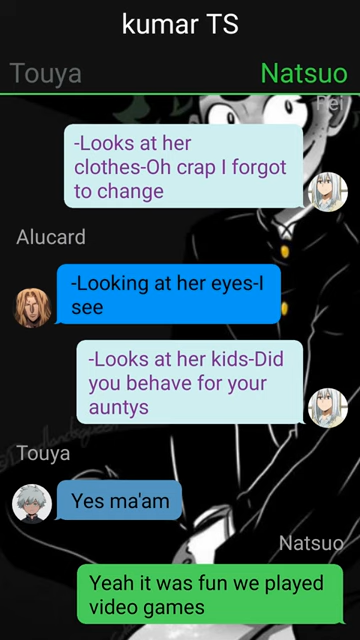 kumar TS
Touya
Natsuo
Rei
-Looks at her
clothes-Oh crap I forgot
to change
Alucard
-Looking at her eyes-I
see
-Looks at her kids-Did
you behave for your
auntys
Touya
Yes ma'am
Natsuo
Yeah it was fun we played
video games